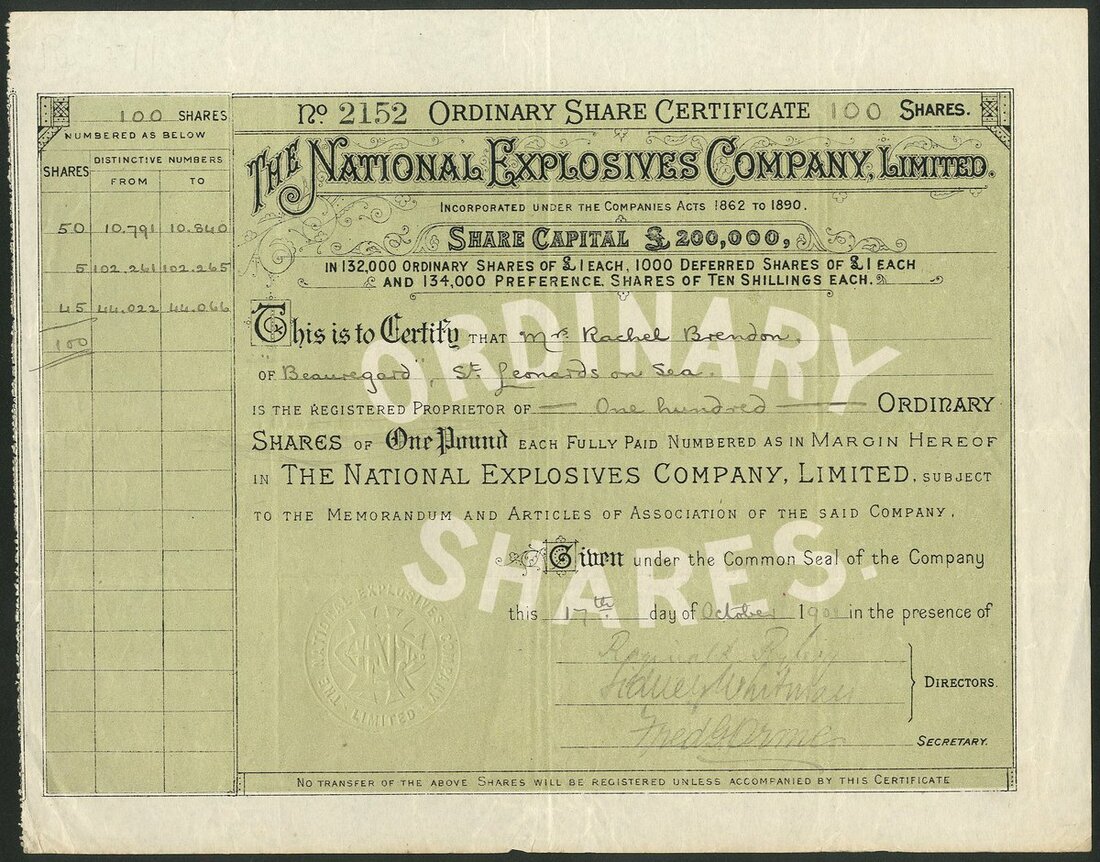 100 SHARES
NUMBERED AS BELOW
SHARES
DISTINCTIVE NUMBERS
FROM TO
50 10.791 10.840
5 102.261 102.265
45 44.022 44.066
100
No 2152 ORDINARY SHARE CERTIFICATE 100 SHARES.
THE NATIONAL EXPLOSIVES COMPANY, LIMITED.
INCORPORATED UNDER THE COMPANIES ACTS 1862 TO 1890.
SHARE CAPITAL £200,000,
IN 132,000 ORDINARY SHARES OF £1 EACH, 1000 DEFERRED SHARES OF £1 EACH
AND 134,000 PREFERENCE SHARES OF TEN SHILLINGS EACH.
ORDINARY
This is to Certify THAT Mrs Rachel Brendon,
OF "Beauregard", St Leonards on Sea.
IS THE REGISTERED PROPRIETOR OF — One hundred — ORDINARY
SHARES OF One Pound EACH FULLY PAID NUMBERED AS IN MARGIN HEREOF
IN THE NATIONAL EXPLOSIVES COMPANY, LIMITED, SUBJECT
TO THE MEMORANDUM AND ARTICLES OF ASSOCIATION OF THE SAID COMPANY.
SHARES.
Given under the Common Seal of the Company
this 17th day of October in the presence of
DIRECTORS.
SECRETARY.
THE NATIONAL EXPLOSIVES COMPANY LIMITED
NO TRANSFER OF THE ABOVE SHARES WILL BE REGISTERED UNLESS ACCOMPANIED BY THIS CERTIFICATE